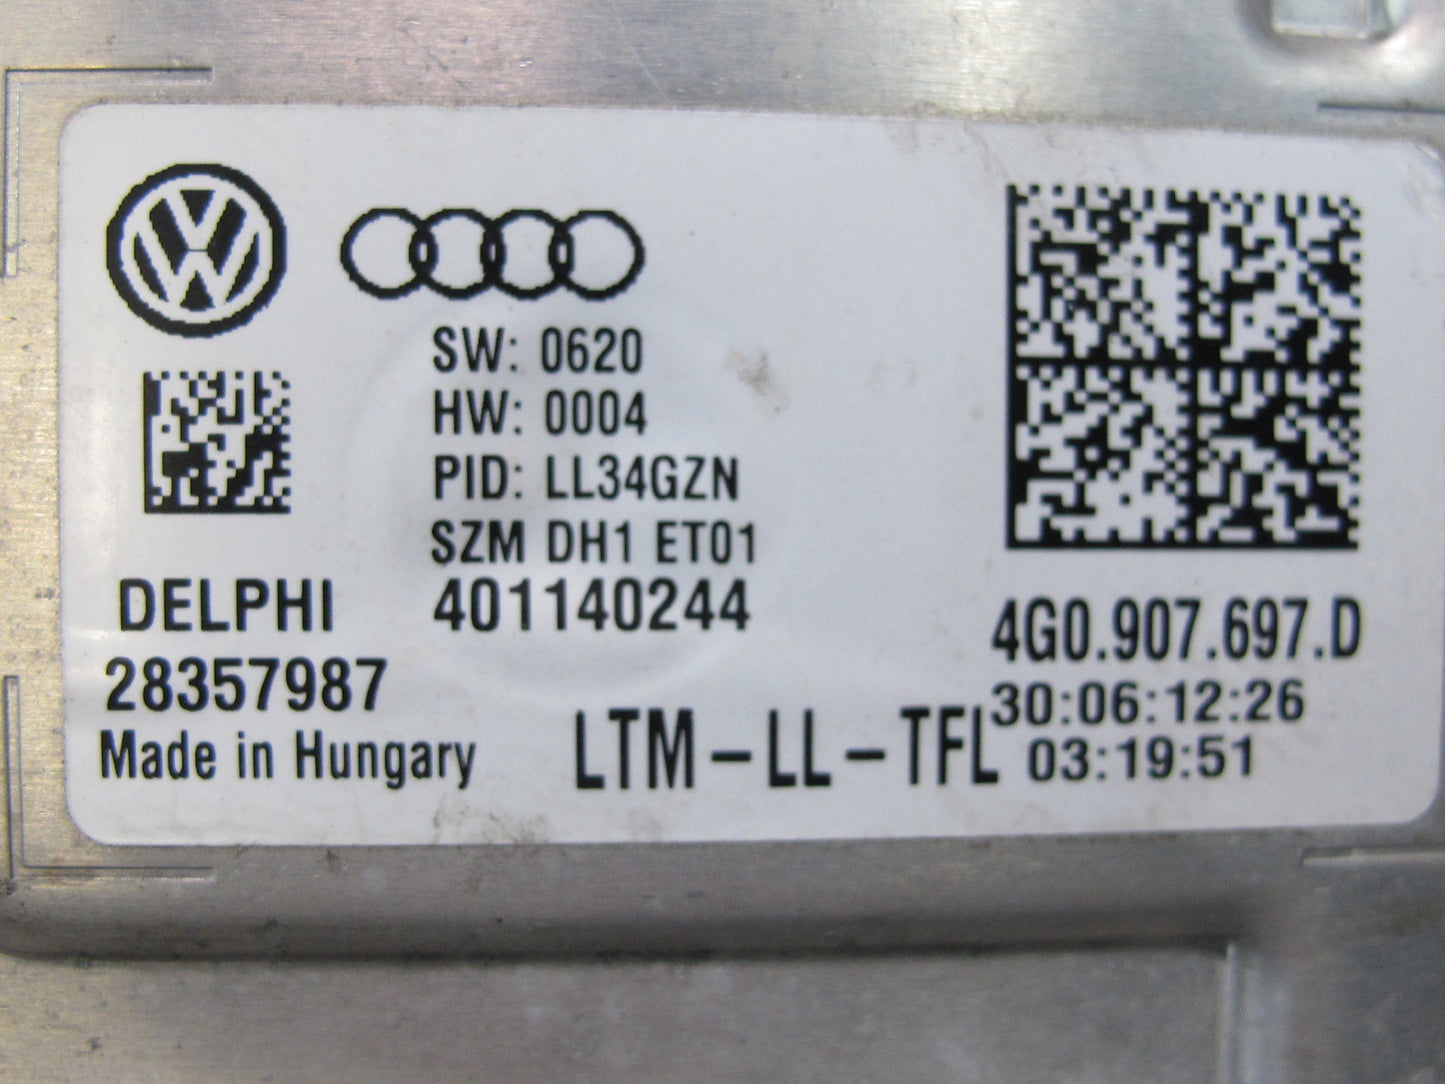 SW: 0620
HW: 0004
PID: LL34GZN
SZM DH1 ET01
DELPHI 401140244
28357987
Made in Hungary
LTM-LL-TFL
4G0.907.697.D
30:06:12:26
03:19:51